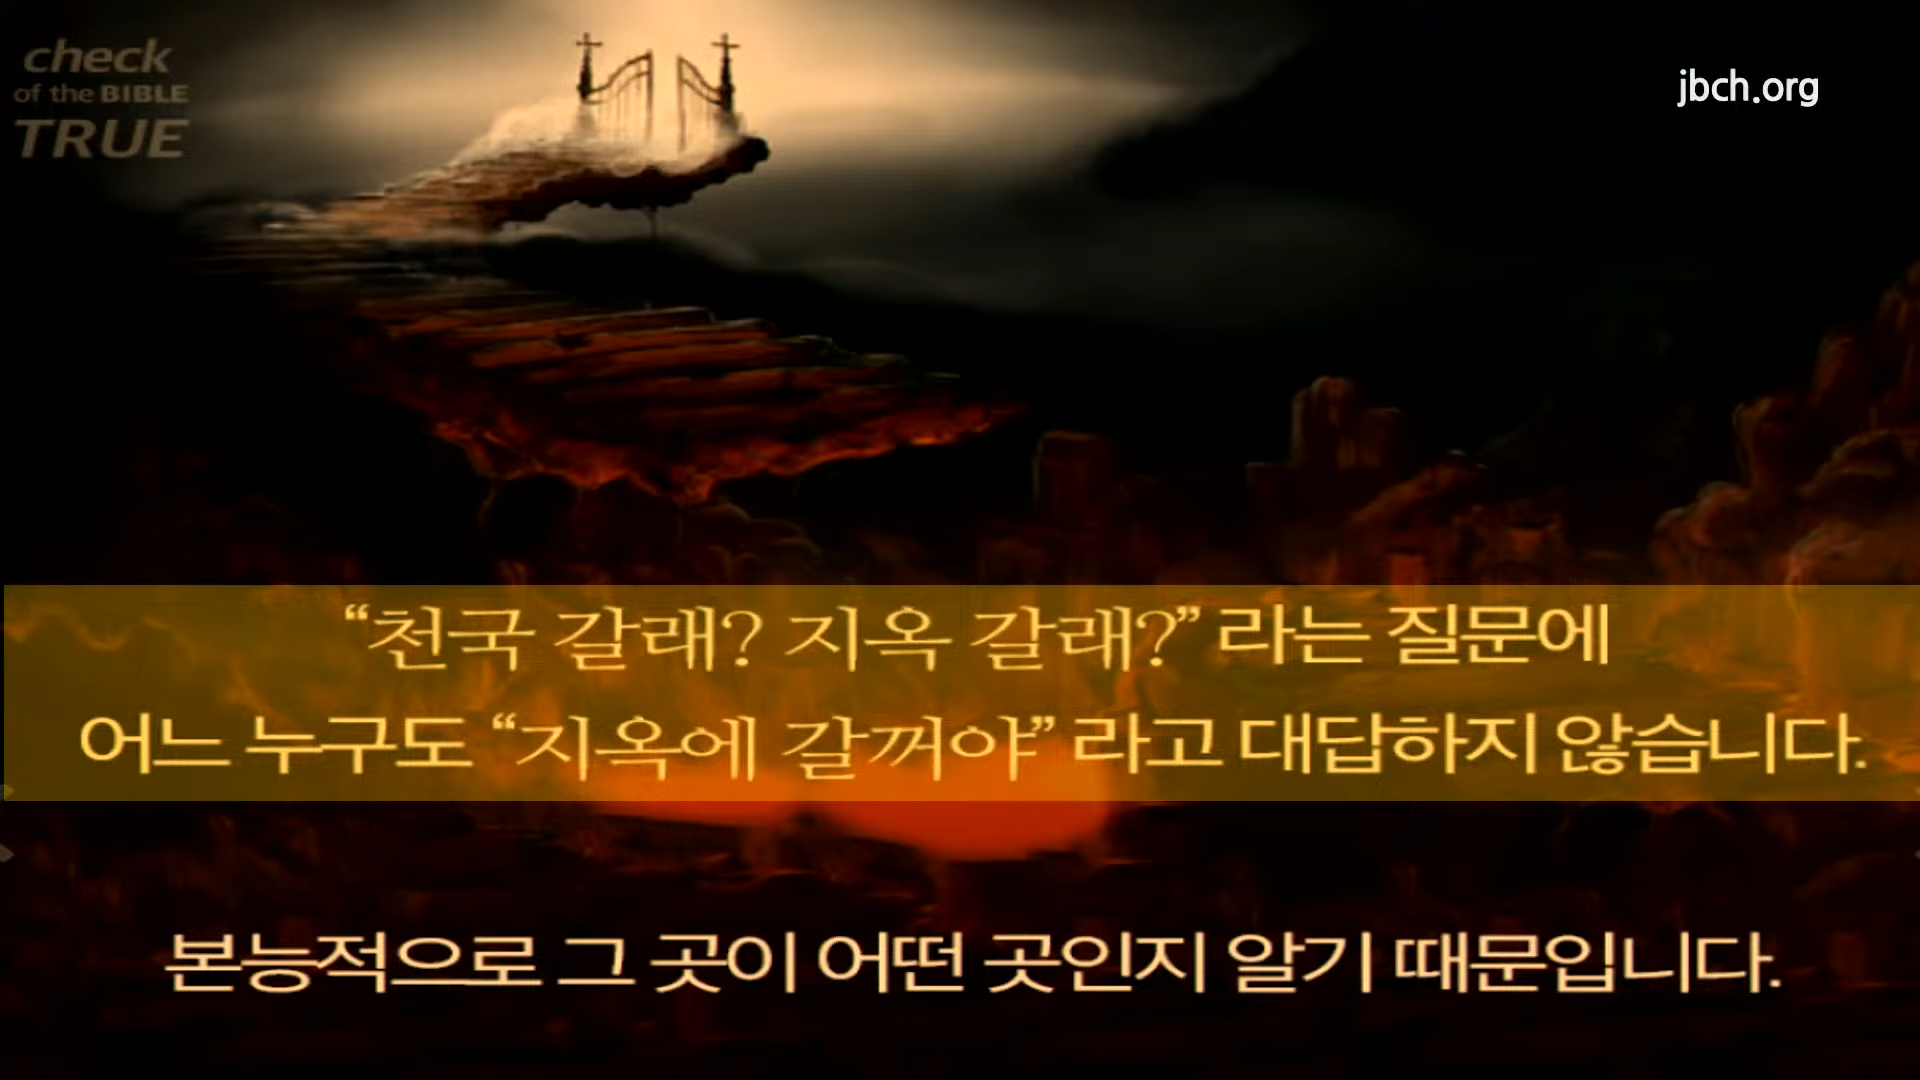 check
of the BIBLE
TRUE
jbch.org
“천국 갈래? 지옥 갈래?” 라는 질문에
어느 누구도 “지옥에 갈꺼야” 라고 대답하지 않습니다.
본능적으로 그 곳이 어떤 곳인지 알기 때문입니다.